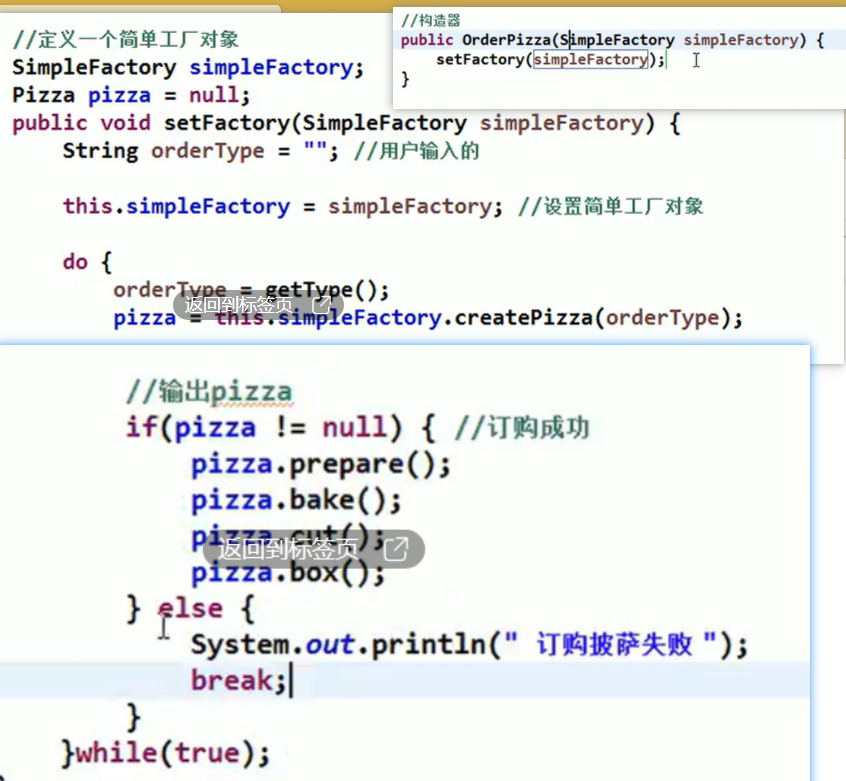 //构造器
public OrderPizza(SimpleFactory simpleFactory) {
setFactory(simpleFactory);
}
//定义一个简单工厂对象
SimpleFactory simpleFactory;
Pizza pizza = null;
public void setFactory(SimpleFactory simpleFactory) {
String orderType = ""; //用户输入的
this.simpleFactory = simpleFactory; //设置简单工厂对象
do {
orderType = getType();
返回到标签页
pizza = this.simpleFactory.createPizza(orderType);
//输出pizza
if(pizza != null) { //订购成功
pizza.prepare();
pizza.bake();
pizza.cut();
返回到标签页
pizza.box();
} else {
System.out.println(" 订购披萨失败 ");
break;
}
}while(true);